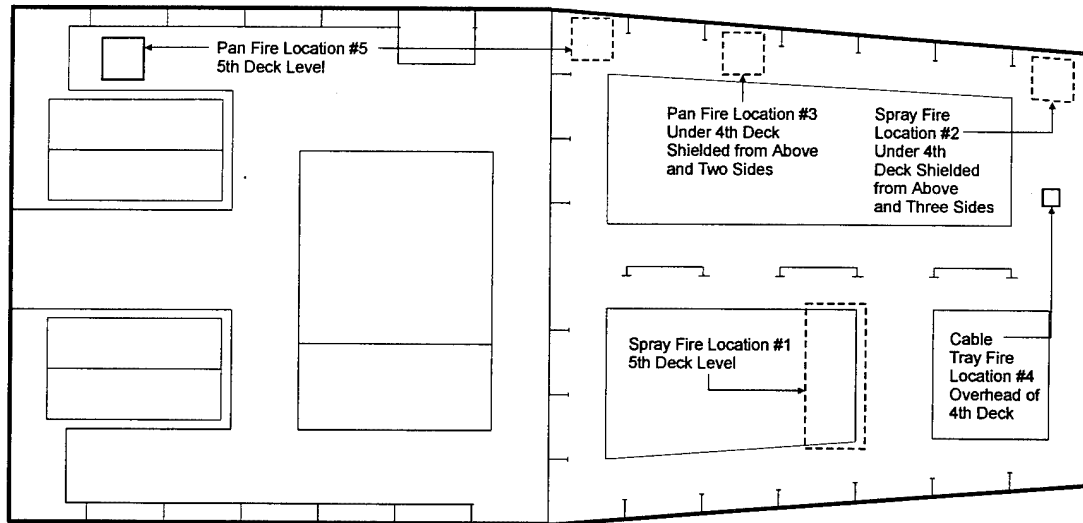 Pan Fire Location #5
5th Deck Level
Pan Fire Location #3
Under 4th Deck
Shielded from Above
and Two Sides
Spray Fire
Location #2
Under 4th
Deck Shielded
from Above
and Three Sides
Spray Fire Location #1
5th Deck Level
Cable
Tray Fire
Location #4
Overhead of
4th Deck